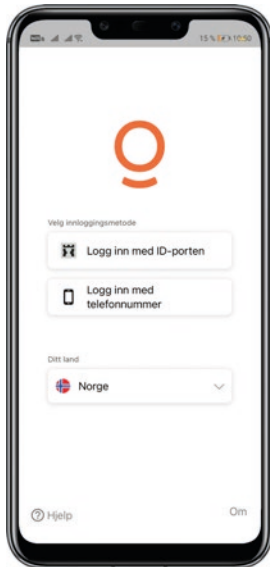 15 % 10:50
Velg innloggingsmetode
Logg inn med ID-porten
Logg inn med
telefonnummer
Ditt land
Norge
Hjelp
Om